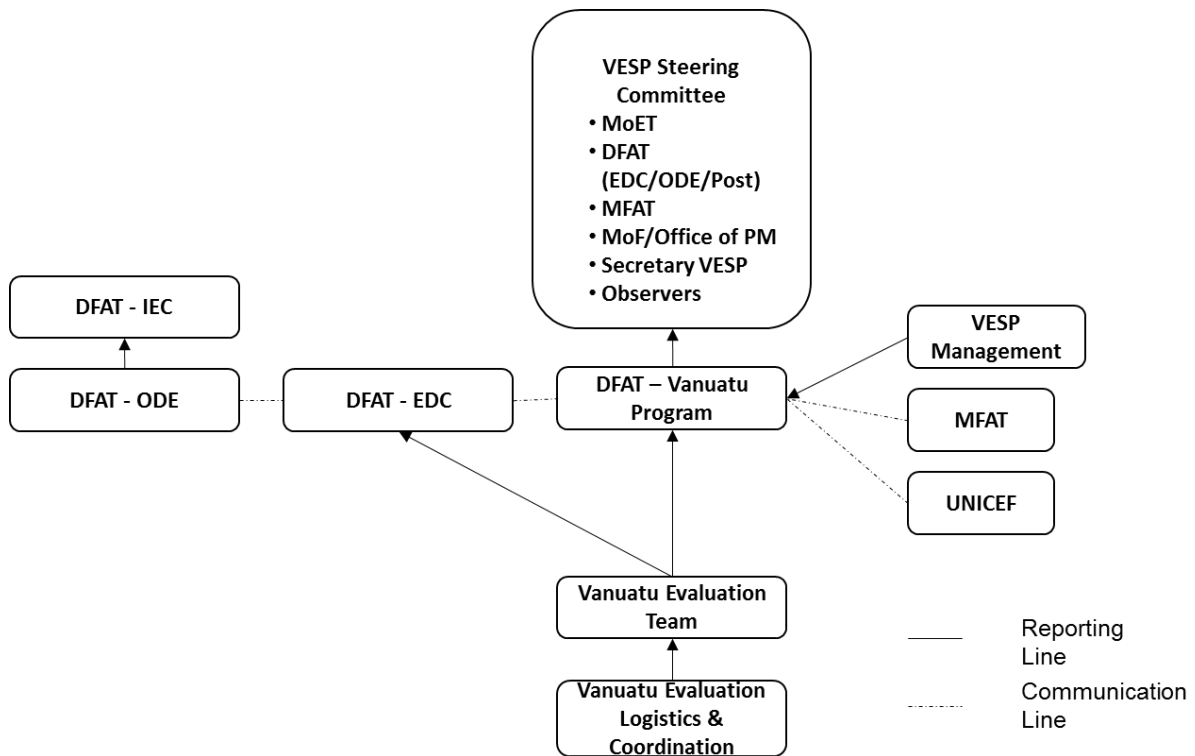 VESP Steering
Committee
• MoET
• DFAT
(EDC/ODE/Post)
• MFAT
• MoF/Office of PM
• Secretary VESP
• Observers
DFAT - IEC
VESP
Management
DFAT - ODE
DFAT - EDC
DFAT – Vanuatu
Program
MFAT
UNICEF
Vanuatu Evaluation
Team
Vanuatu Evaluation
Logistics &
Coordination
Reporting
Line
Communication
Line